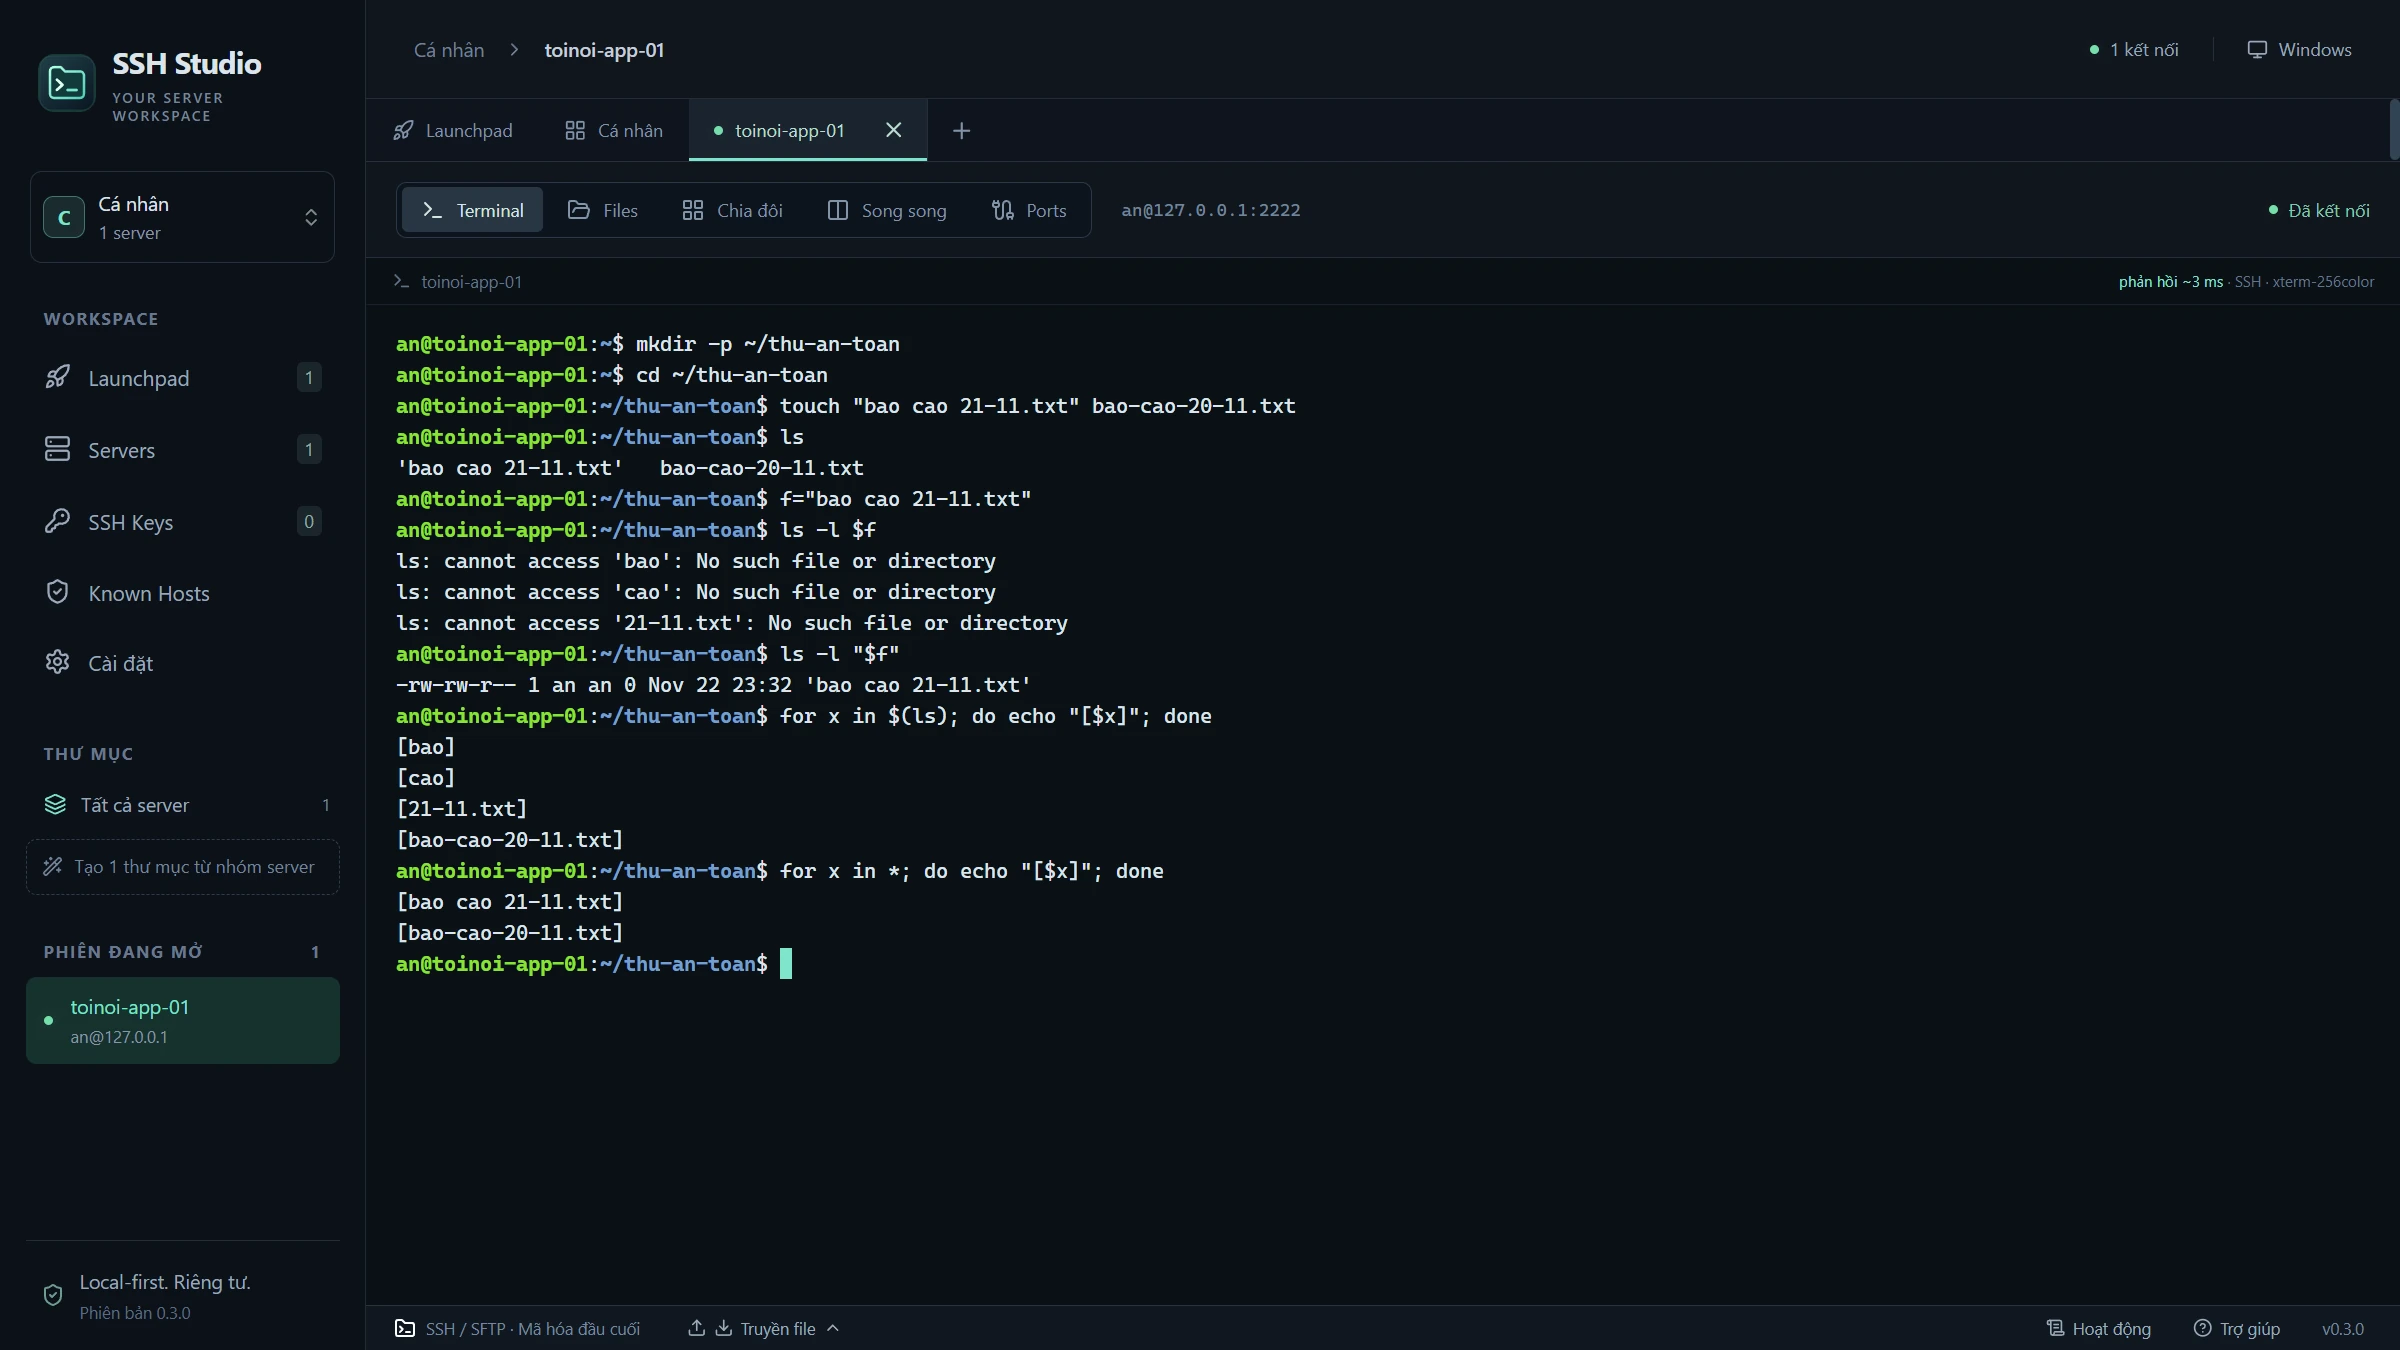 SSH Studio
YOUR SERVER
WORKSPACE
C
Cá nhân
1 server
WORKSPACE
Launchpad 1
Servers 1
SSH Keys 0
Known Hosts
Cài đặt
THƯ MỤC
Tất cả server 1
Tạo 1 thư mục từ nhóm server
PHIÊN ĐANG MỞ 1
toinoi-app-01
an@127.0.0.1
Local-first. Riêng tư.
Phiên bản 0.3.0
Cá nhân > toinoi-app-01
1 kết nối
Windows
Launchpad
Cá nhân
toinoi-app-01
Terminal
Files
Chia đôi
Song song
Ports
an@127.0.0.1:2222
Đã kết nối
toinoi-app-01
phản hồi ~3 ms · SSH · xterm-256color
an@toinoi-app-01:~$ mkdir -p ~/thu-an-toan
an@toinoi-app-01:~$ cd ~/thu-an-toan
an@toinoi-app-01:~/thu-an-toan$ touch "bao cao 21-11.txt" bao-cao-20-11.txt
an@toinoi-app-01:~/thu-an-toan$ ls
'bao cao 21-11.txt'   bao-cao-20-11.txt
an@toinoi-app-01:~/thu-an-toan$ f="bao cao 21-11.txt"
an@toinoi-app-01:~/thu-an-toan$ ls -l $f
ls: cannot access 'bao': No such file or directory
ls: cannot access 'cao': No such file or directory
ls: cannot access '21-11.txt': No such file or directory
an@toinoi-app-01:~/thu-an-toan$ ls -l "$f"
-rw-rw-r-- 1 an an 0 Nov 22 23:32 'bao cao 21-11.txt'
an@toinoi-app-01:~/thu-an-toan$ for x in $(ls); do echo "[$x]"; done
[bao]
[cao]
[21-11.txt]
[bao-cao-20-11.txt]
an@toinoi-app-01:~/thu-an-toan$ for x in *; do echo "[$x]"; done
[bao cao 21-11.txt]
[bao-cao-20-11.txt]
an@toinoi-app-01:~/thu-an-toan$
SSH / SFTP · Mã hóa đầu cuối
Truyền file
Hoạt động
Trợ giúp
v0.3.0